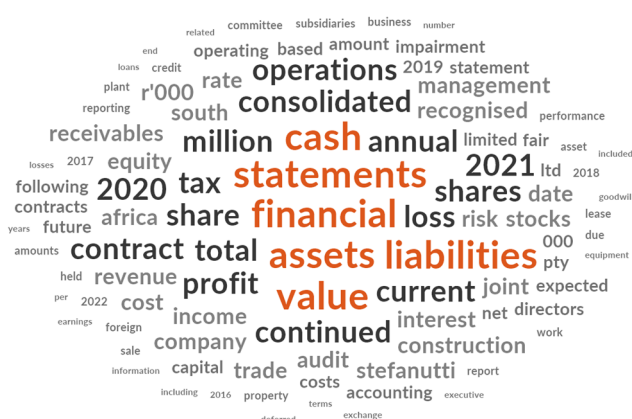 committee subsidiaries business number
related
end operating based amount impairment
loans credit operations 2019 statement
plant r'000 rate management
reporting south consolidated recognised performance
receivables million cash annual limited fair asset included
losses 2017 equity statements 2021 ltd 2018
following 2020 tax shares date goodwil
contracts africa share financial loss risk stocks lease
years future 000 due
amounts contract total assets liabilities pty equipment
held revenue profit current joint expected
per 2022 cost value net directors
earnings foreign income continued interest work
sale company construction
information capital trade audit stefanutti report
including 2016 property costs accounting executive
terms
deferred exchange